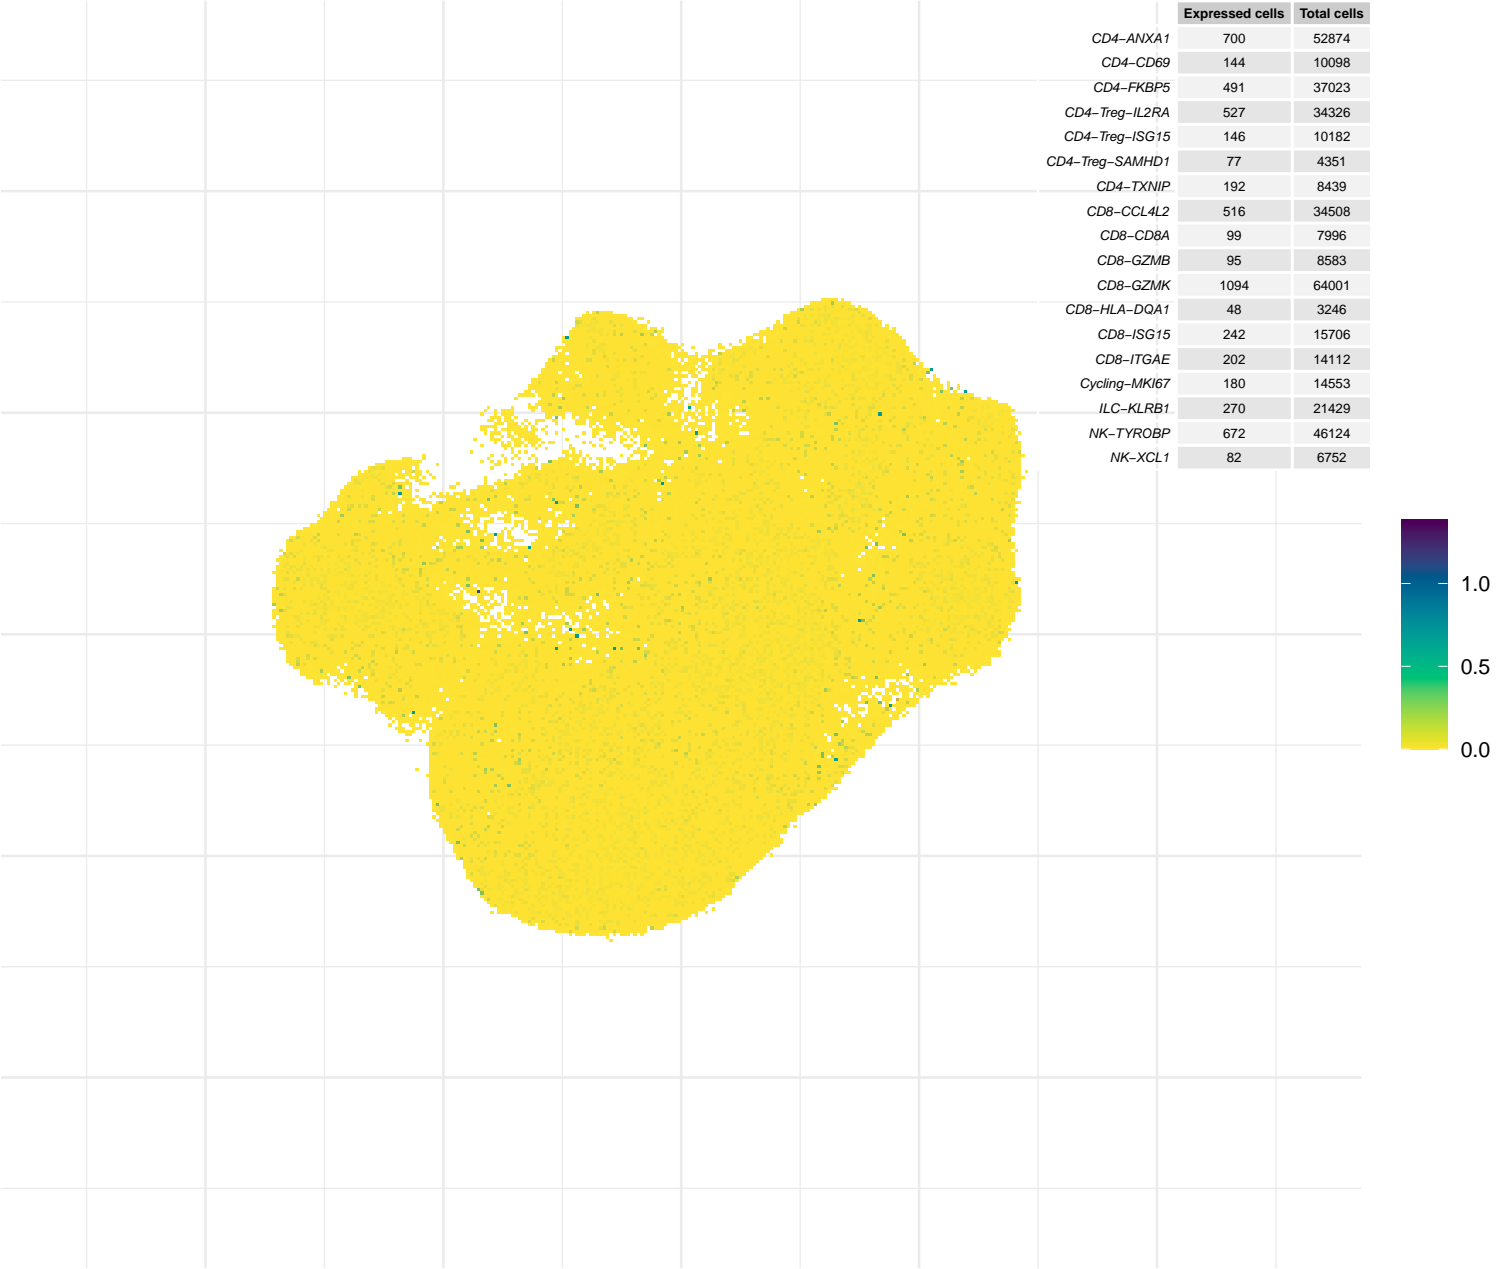 Expressed cells Total cells
CD4−ANXA1 700 52874
CD4−CD69 144 10098
CD4−FKBP5 491 37023
CD4−Treg−IL2RA 527 34326
CD4−Treg−ISG15 146 10182
CD4−Treg−SAMHD1 77 4351
CD4−TXNIP 192 8439
CD8−CCL4L2 516 34508
CD8−CD8A 99 7996
CD8−GZMB 95 8583
CD8−GZMK 1094 64001
CD8−HLA−DQA1 48 3246
CD8−ISG15 242 15706
CD8−ITGAE 202 14112
Cycling−MKI67 180 14553
ILC−KLRB1 270 21429
NK−TYROBP 672 46124
NK−XCL1 82 6752
1.0
0.5
0.0